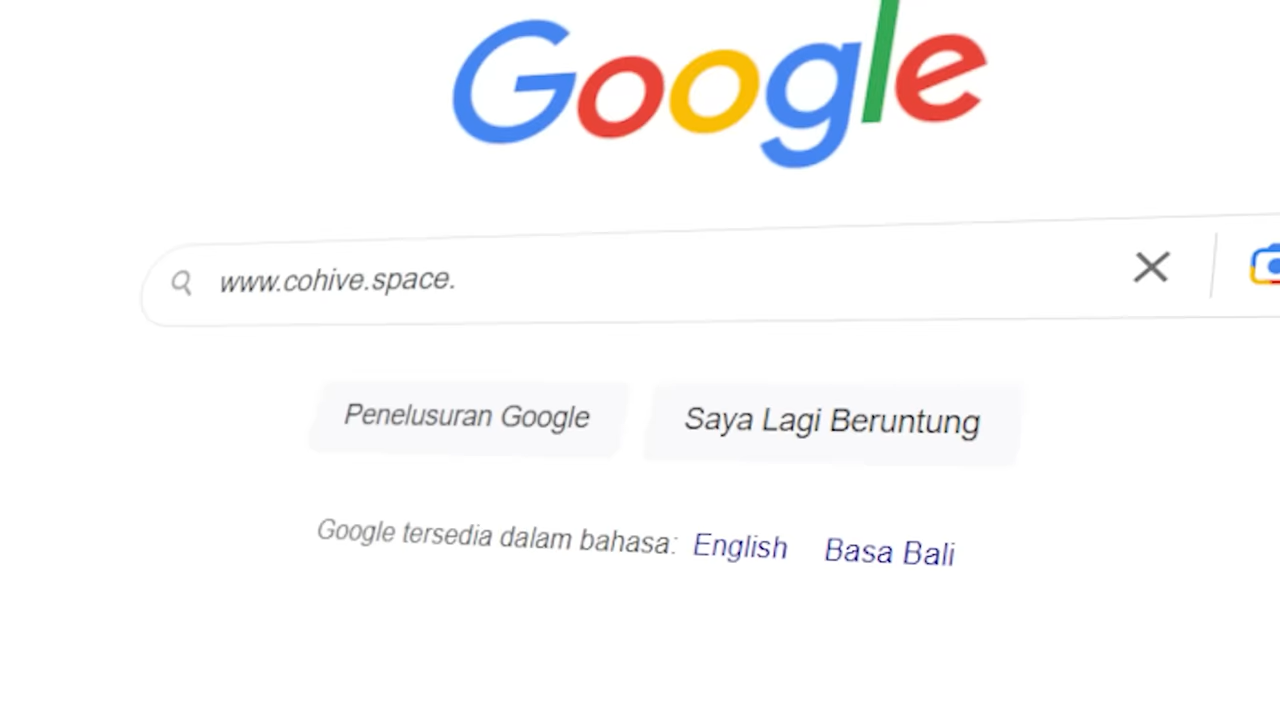 Google
www.cohive.space.
Penelusuran Google
Saya Lagi Beruntung
Google tersedia dalam bahasa: English Basa Bali